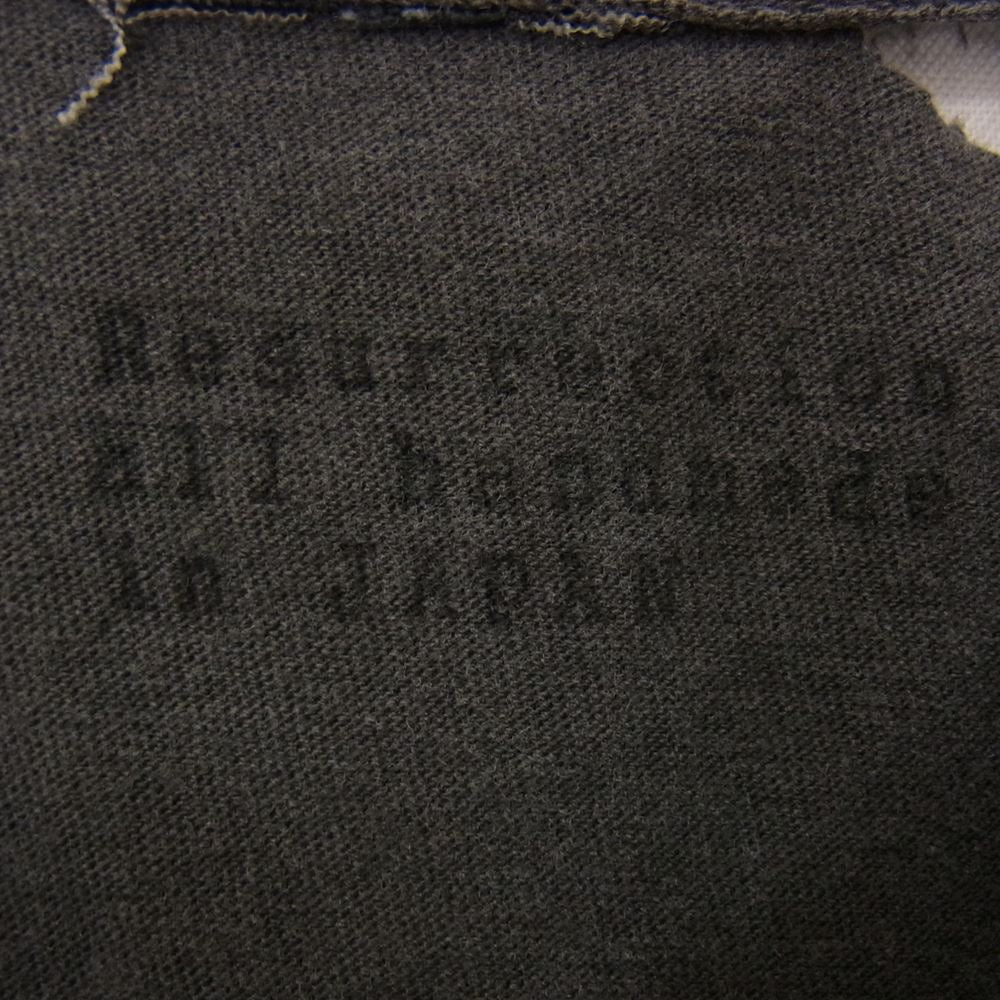 Resurrection
All handmade
in Japan